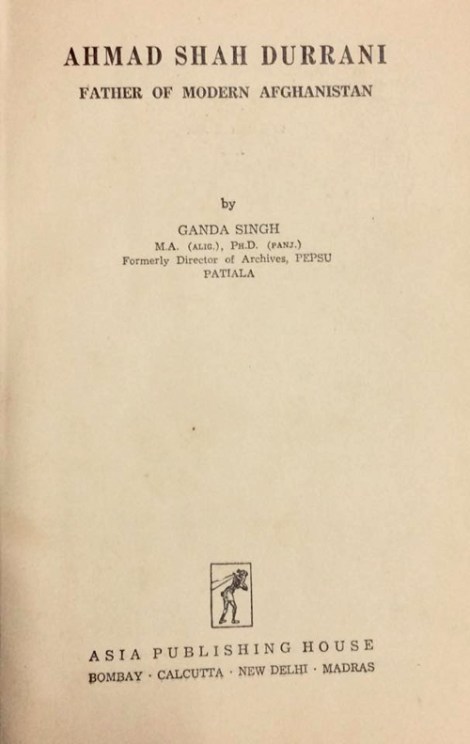 AHMAD SHAH DURRANI
FATHER OF MODERN AFGHANISTAN
by
GANDA SINGH
M.A. (ALIG.), PH.D. (PANJ.)
Formerly Director of Archives, PEPSU
PATIALA
ASIA PUBLISHING HOUSE
BOMBAY · CALCUTTA · NEW DELHI · MADRAS